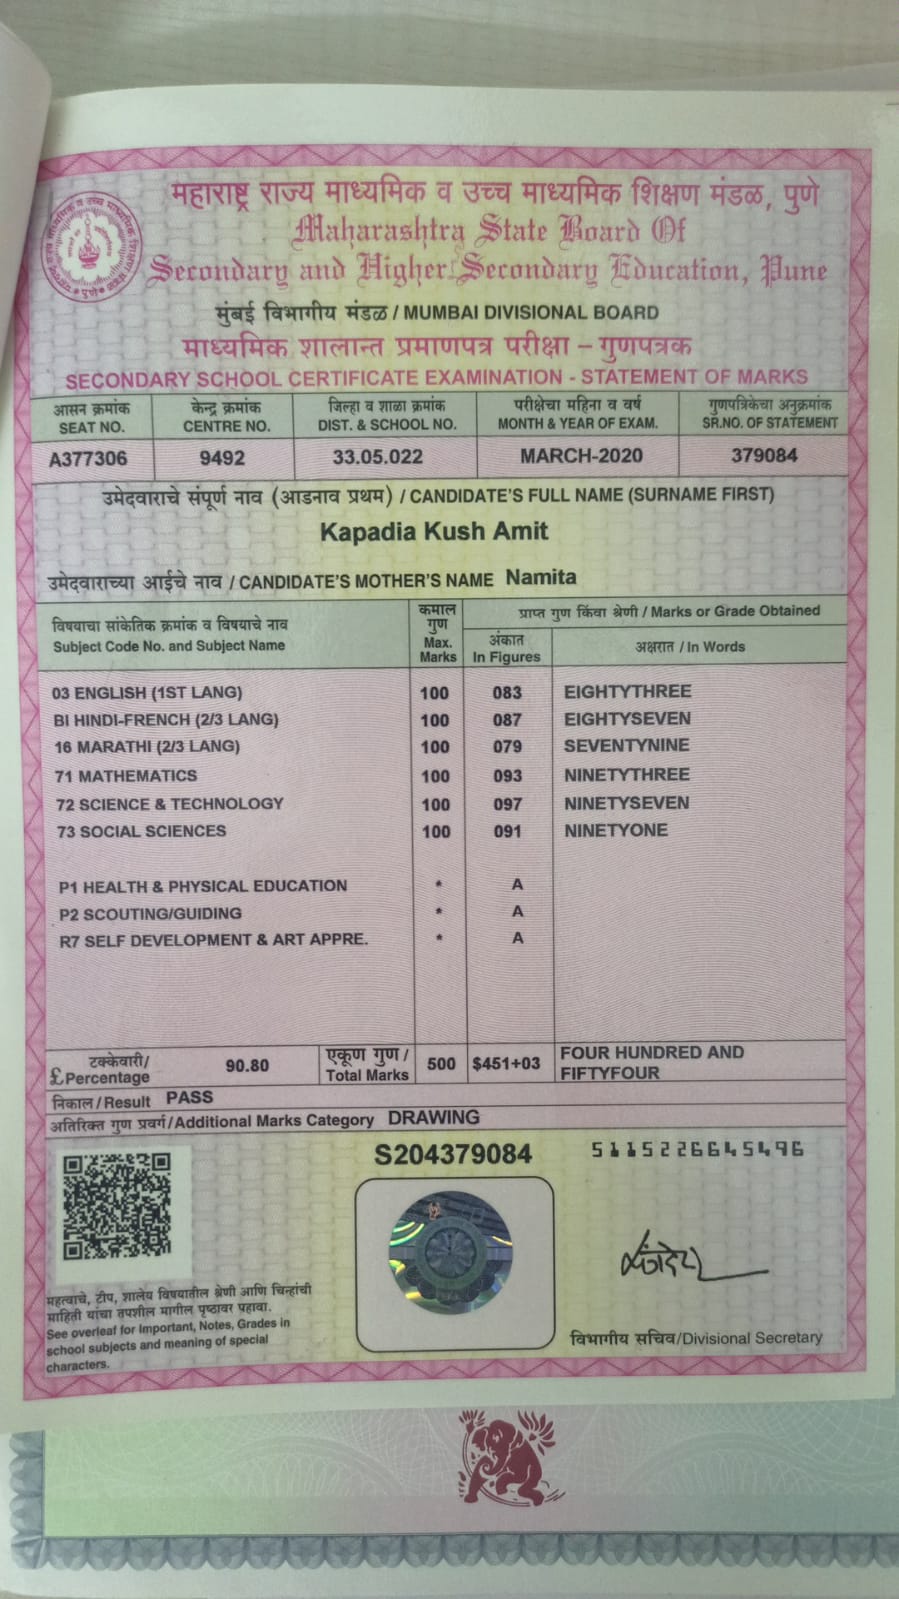 महाराष्ट्र राज्य माध्यमिक व उच्च माध्यमिक शिक्षण मंडळ, पुणे
Maharashtra State Board Of
Secondary and Higher Secondary Education, Pune
मुंबई विभागीय मंडळ / MUMBAI DIVISIONAL BOARD
माध्यमिक शालान्त प्रमाणपत्र परीक्षा – गुणपत्रक
SECONDARY SCHOOL CERTIFICATE EXAMINATION - STATEMENT OF MARKS
आसन क्रमांक केन्द्र क्रमांक जिल्हा व शाळा क्रमांक परीक्षेचा महिना व वर्ष गुणपत्रिकेचा अनुक्रमांक
SEAT NO. CENTRE NO. DIST. & SCHOOL NO. MONTH & YEAR OF EXAM. SR.NO. OF STATEMENT
A377306 9492 33.05.022 MARCH-2020 379084
उमेदवाराचे संपूर्ण नाव (आडनाव प्रथम) / CANDIDATE'S FULL NAME (SURNAME FIRST)
Kapadia Kush Amit
उमेदवाराच्या आईचे नाव / CANDIDATE'S MOTHER'S NAME Namita
विषयाचा सांकेतिक क्रमांक व विषयाचे नाव
Subject Code No. and Subject Name
कमाल
गुण
Max.
Marks
प्राप्त गुण किंवा श्रेणी / Marks or Grade Obtained
अंकात
In Figures
अक्षरात / In Words
03 ENGLISH (1ST LANG) 100 083 EIGHTYTHREE
BI HINDI-FRENCH (2/3 LANG) 100 087 EIGHTYSEVEN
16 MARATHI (2/3 LANG) 100 079 SEVENTYNINE
71 MATHEMATICS 100 093 NINETYTHREE
72 SCIENCE & TECHNOLOGY 100 097 NINETYSEVEN
73 SOCIAL SCIENCES 100 091 NINETYONE
P1 HEALTH & PHYSICAL EDUCATION * A
P2 SCOUTING/GUIDING * A
R7 SELF DEVELOPMENT & ART APPRE. * A
टक्केवारी/
£Percentage
90.80
एकूण गुण /
Total Marks
500 $451+03
FOUR HUNDRED AND
FIFTYFOUR
निकाल / Result PASS
अतिरिक्त गुण प्रवर्ग/Additional Marks Category DRAWING
S204379084 5115226645496
महत्वाचे, टीप, शालेय विषयातील श्रेणी आणि चिन्हांची
माहिती यांचा तपशील मागील पृष्ठावर पहावा.
See overleaf for Important, Notes, Grades in
school subjects and meaning of special
characters.
विभागीय सचिव/Divisional Secretary